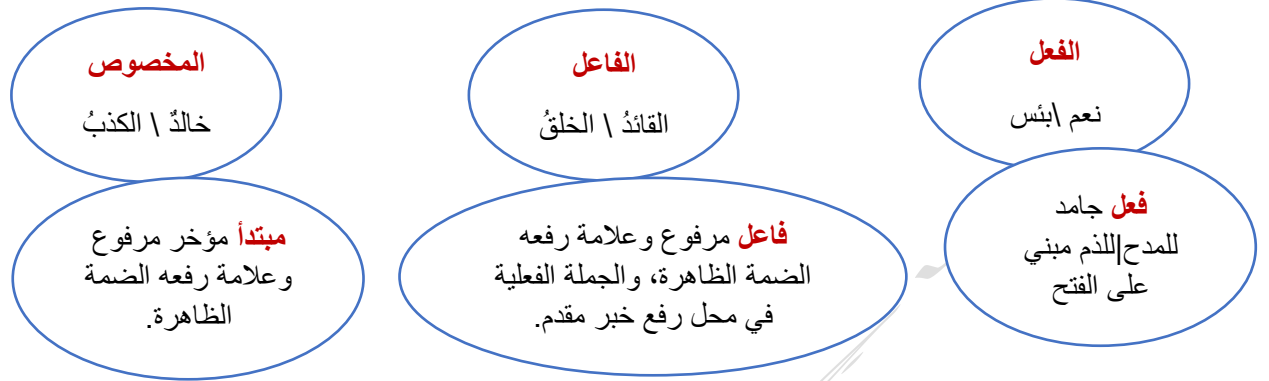 الفعل
نعم \بئس
فعل جامد
للمدح|للذم مبني
على الفتح
الفاعل
القائدُ \ الخلقُ
فاعل مرفوع وعلامة رفعه
الضمة الظاهرة، والجملة الفعلية
في محل رفع خبر مقدم.
المخصوص
خالدٌ \ الكذبُ
مبتدأ مؤخر مرفوع
وعلامة رفعه الضمة
الظاهرة.